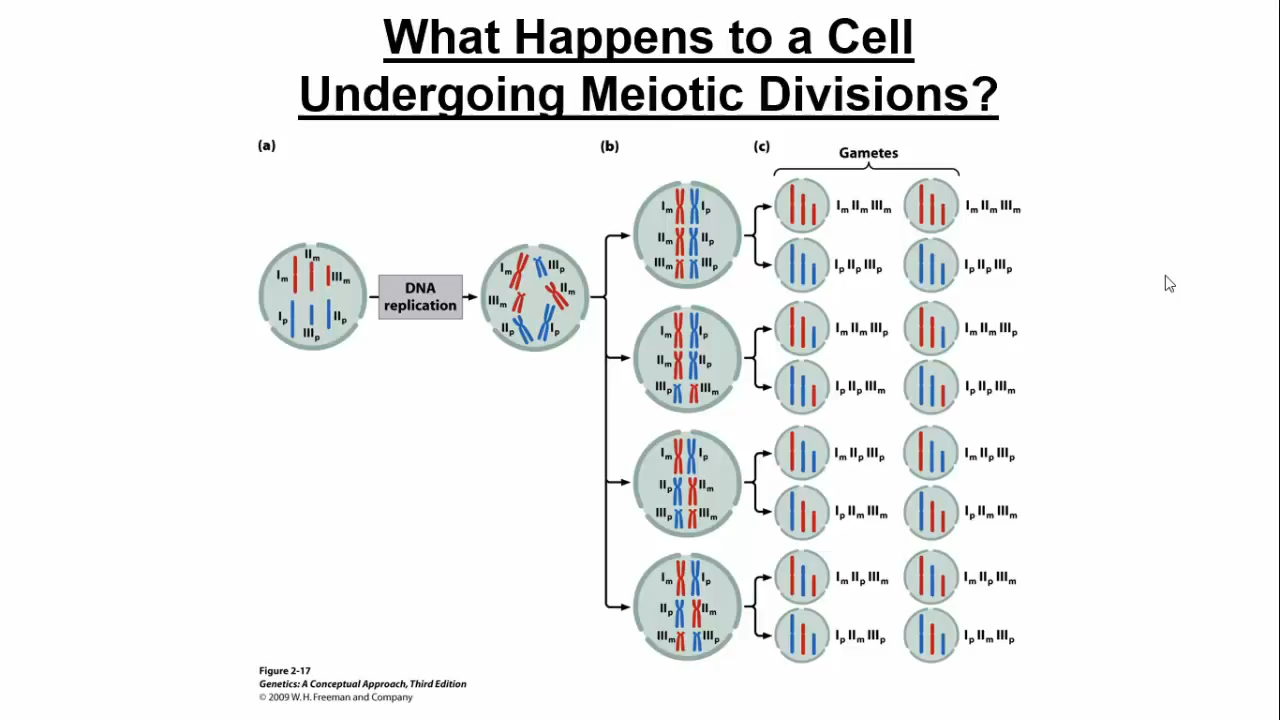 What Happens to a Cell
Undergoing Meiotic Divisions?
(a)
(b)
(c)
Gametes
IIm
Im
IIIm
Ip
IIp
IIIp
DNA
replication
Im
IIIp
IIm
IIIm
IIp
Ip
Im Ip
IIm IIp
IIIm IIIp
Im IIm IIIm
Im IIm IIIm
Ip IIp IIIp
Ip IIp IIIp
Im Ip
IIm IIp
IIIp IIIm
Im IIm IIIp
Im IIm IIIp
Ip IIp IIIm
Ip IIp IIIm
Im Ip
IIp IIm
IIIp IIIm
Im IIp IIIp
Im IIp IIIp
Ip IIm IIIm
Ip IIm IIIm
Im Ip
IIp IIm
IIIm IIIp
Im IIp IIIm
Im IIp IIIm
Ip IIm IIIp
Ip IIm IIIp
Figure 2-17
Genetics: A Conceptual Approach, Third Edition
© 2009 W. H. Freeman and Company